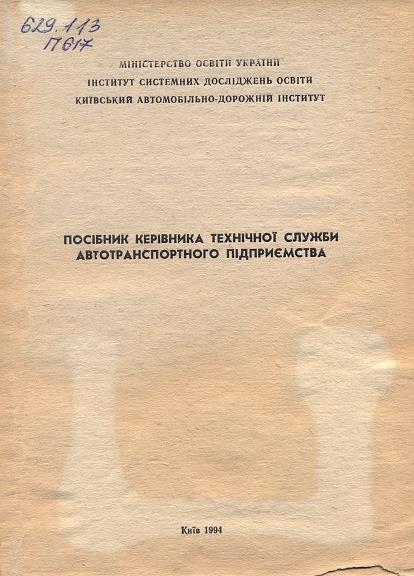 629.113
П617
МІНІСТЕРСТВО ОСВІТИ УКРАЇНИ
ІНСТИТУТ СИСТЕМНИХ ДОСЛІДЖЕНЬ ОСВІТИ
КИЇВСЬКИЙ АВТОМОБІЛЬНО-ДОРОЖНІЙ ІНСТИТУТ
ПОСІБНИК КЕРІВНИКА ТЕХНІЧНОЇ СЛУЖБИ
АВТОТРАНСПОРТНОГО ПІДПРИЄМСТВА
Київ 1994